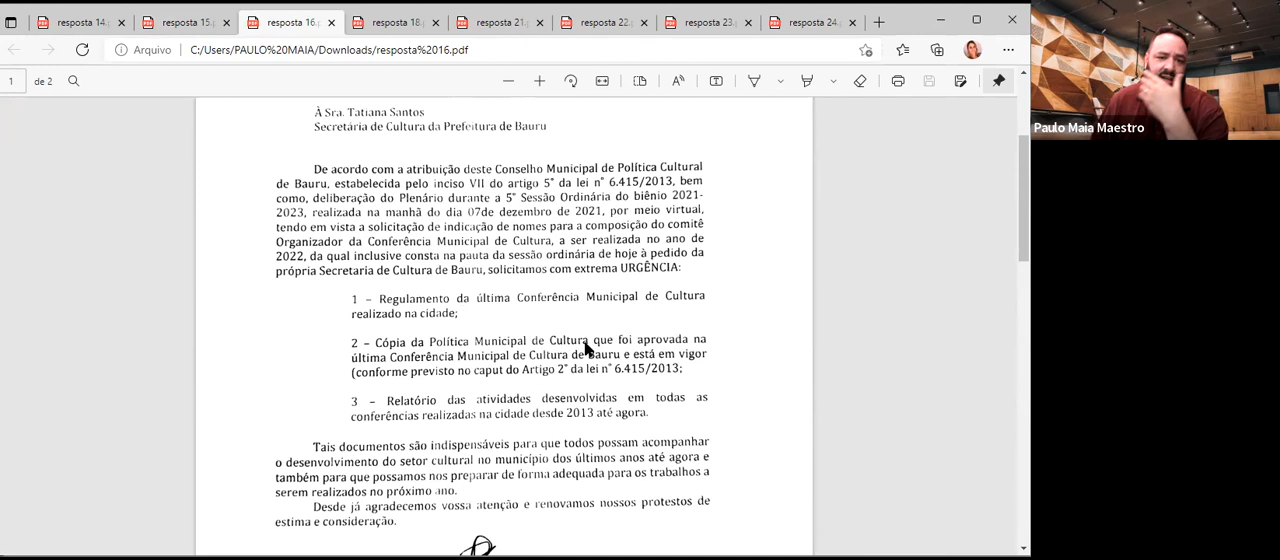 resposta 14.
resposta 15.
resposta 16.
resposta 18.
resposta 21.
resposta 22.
resposta 23.
resposta 24.
Arquivo
C:/Users/PAULO%20MAIA/Downloads/resposta%2016.pdf
1
de 2
À Sra. Tatiana Santos
Secretária de Cultura da Prefeitura de Bauru
De acordo com a atribuição deste Conselho Municipal de Política Cultural
de Bauru, estabelecida pelo inciso VII do artigo 5° da lei n° 6.415/2013, bem
como, deliberação do Plenário durante a 5° Sessão Ordinária do biênio 2021-
2023, realizada na manhã do dia 07de dezembro de 2021, por meio virtual,
tendo em vista a solicitação de indicação de nomes para a composição do comitê
Organizador da Conferência Municipal de Cultura, a ser realizada no ano de
2022, da qual inclusive consta na pauta da sessão ordinária de hoje à pedido da
própria Secretaria de Cultura de Bauru, solicitamos com extrema URGÊNCIA:
1 – Regulamento da última Conferência Municipal de Cultura
realizado na cidade;
2 – Cópia da Política Municipal de Cultura que foi aprovada na
última Conferência Municipal de Cultura de Bauru e está em vigor
(conforme previsto no caput do Artigo 2° da lei n° 6.415/2013;
3 – Relatório das atividades desenvolvidas em todas as
conferências realizadas na cidade desde 2013 até agora.
Tais documentos são indispensáveis para que todos possam acompanhar
o desenvolvimento do setor cultural no município dos últimos anos até agora e
também para que possamos nos preparar de forma adequada para os trabalhos a
serem realizados no próximo ano.
Desde já agradecemos vossa atenção e renovamos nossos protestos de
estima e consideração.
Paulo Maia Maestro